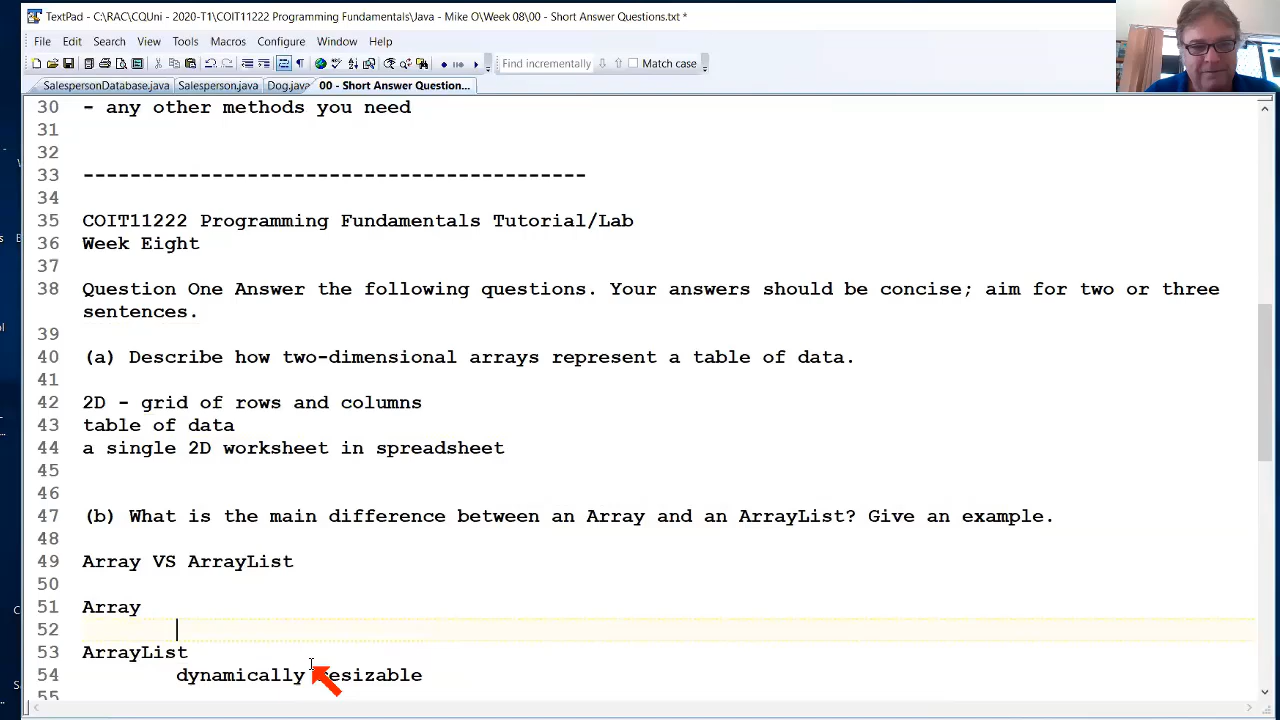 TextPad - C:\RAC\CQUni - 2020-T1\COIT11222 Programming Fundamentals\Java - Mike O\Week 08\00 - Short Answer Questions.txt *
File Edit Search View Tools Macros Configure Window Help
Find incrementally Match case
SalespersonDatabase.java Salesperson.java Dog.java 00 - Short Answer Question...
30 - any other methods you need
31
32
33 -------------------------------------------
34
35 COIT11222 Programming Fundamentals Tutorial/Lab
36 Week Eight
37
38 Question One Answer the following questions. Your answers should be concise; aim for two or three
sentences.
39
40 (a) Describe how two-dimensional arrays represent a table of data.
41
42 2D - grid of rows and columns
43 table of data
44 a single 2D worksheet in spreadsheet
45
46
47 (b) What is the main difference between an Array and an ArrayList? Give an example.
48
49 Array VS ArrayList
50
51 Array
52
53 ArrayList
54 dynamically resizable
55